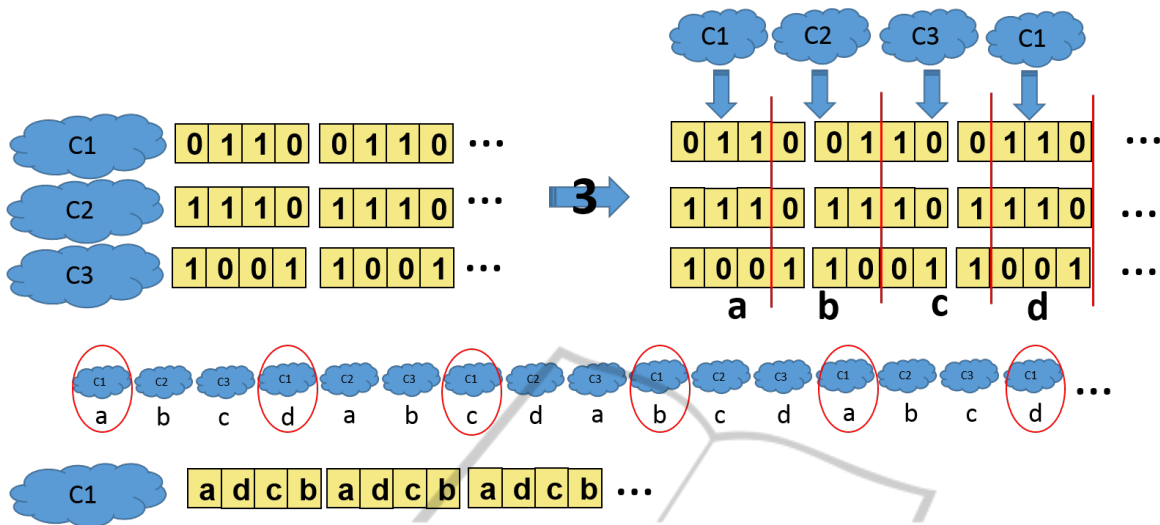 C1 C2 C3 C1
C1 0 1 1 0 0 1 1 0 ...
C2 1 1 1 0 1 1 1 0 ...
C3 1 0 0 1 1 0 0 1 ...
3
0 1 1 0 0 1 1 0 0 1 1 0 ...
1 1 1 0 1 1 1 0 1 1 1 0 ...
1 0 0 1 1 0 0 1 1 0 0 1 ...
a b c d
C1 C2 C3 C1 C2 C3 C1 C2 C3 C1 C2 C3 C1 C2 C3 C1 ...
a b c d a b c d a b c d a b c d
C1 a d c b a d c b a d c b ...